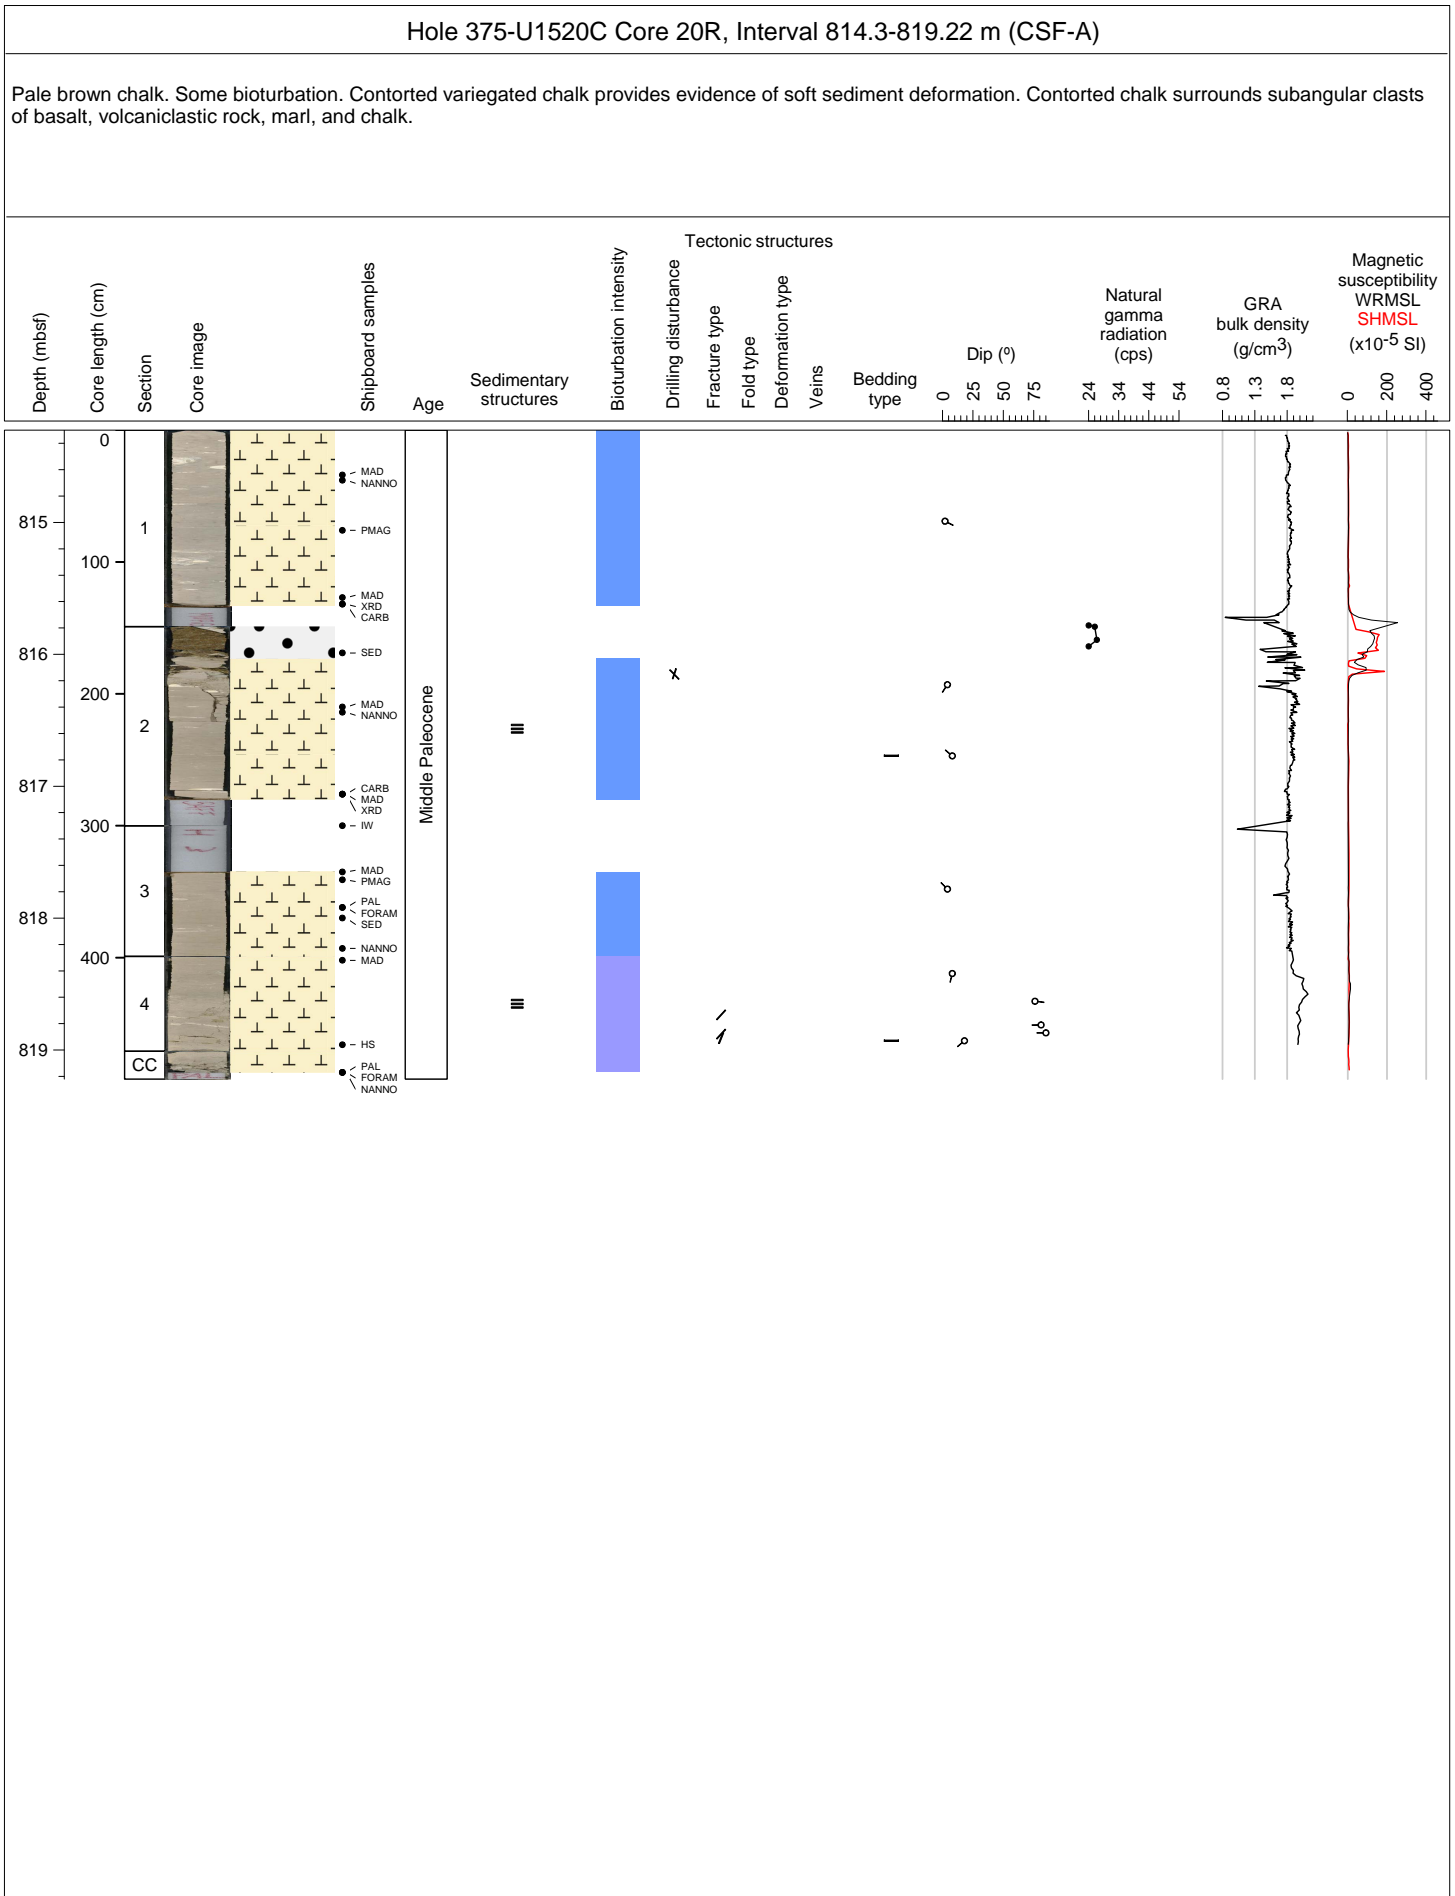 Hole 375-U1520C Core 20R, Interval 814.3-819.22 m (CSF-A)
Pale brown chalk. Some bioturbation. Contorted variegated chalk provides evidence of soft sediment deformation. Contorted chalk surrounds subangular clasts
of basalt, volcaniclastic rock, marl, and chalk.
Depth (mbsf)
Core length (cm)
Section
Core image
Shipboard samples
Age
Sedimentary
structures
Bioturbation intensity
Drilling disturbance
Tectonic structures
Fracture type
Fold type
Deformation type
Veins
Bedding
type
Dip (º)
0 25 50 75
Natural
gamma
radiation
(cps)
24 34 44 54
GRA
bulk density
(g/cm3)
0.8 1.3 1.8
Magnetic
susceptibility
WRMSL
SHMSL
(x10-5 SI)
0 200 400
815
816
817
818
819
0
100
200
300
400
1
2
3
4
CC
MAD
NANNO
PMAG
MAD
XRD
CARB
SED
MAD
NANNO
CARB
MAD
XRD
IW
MAD
PMAG
PAL
FORAM
SED
NANNO
MAD
HS
PAL
FORAM
NANNO
Middle Paleocene